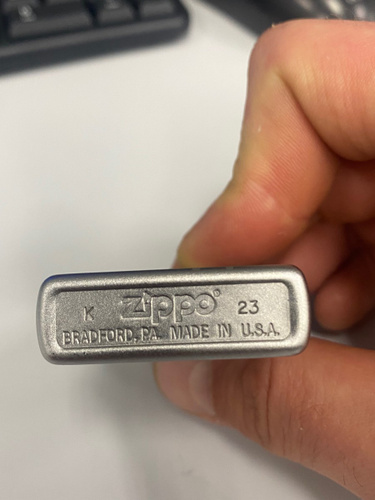 K zippo® 23
BRADFORD, PA. MADE IN U.S.A.